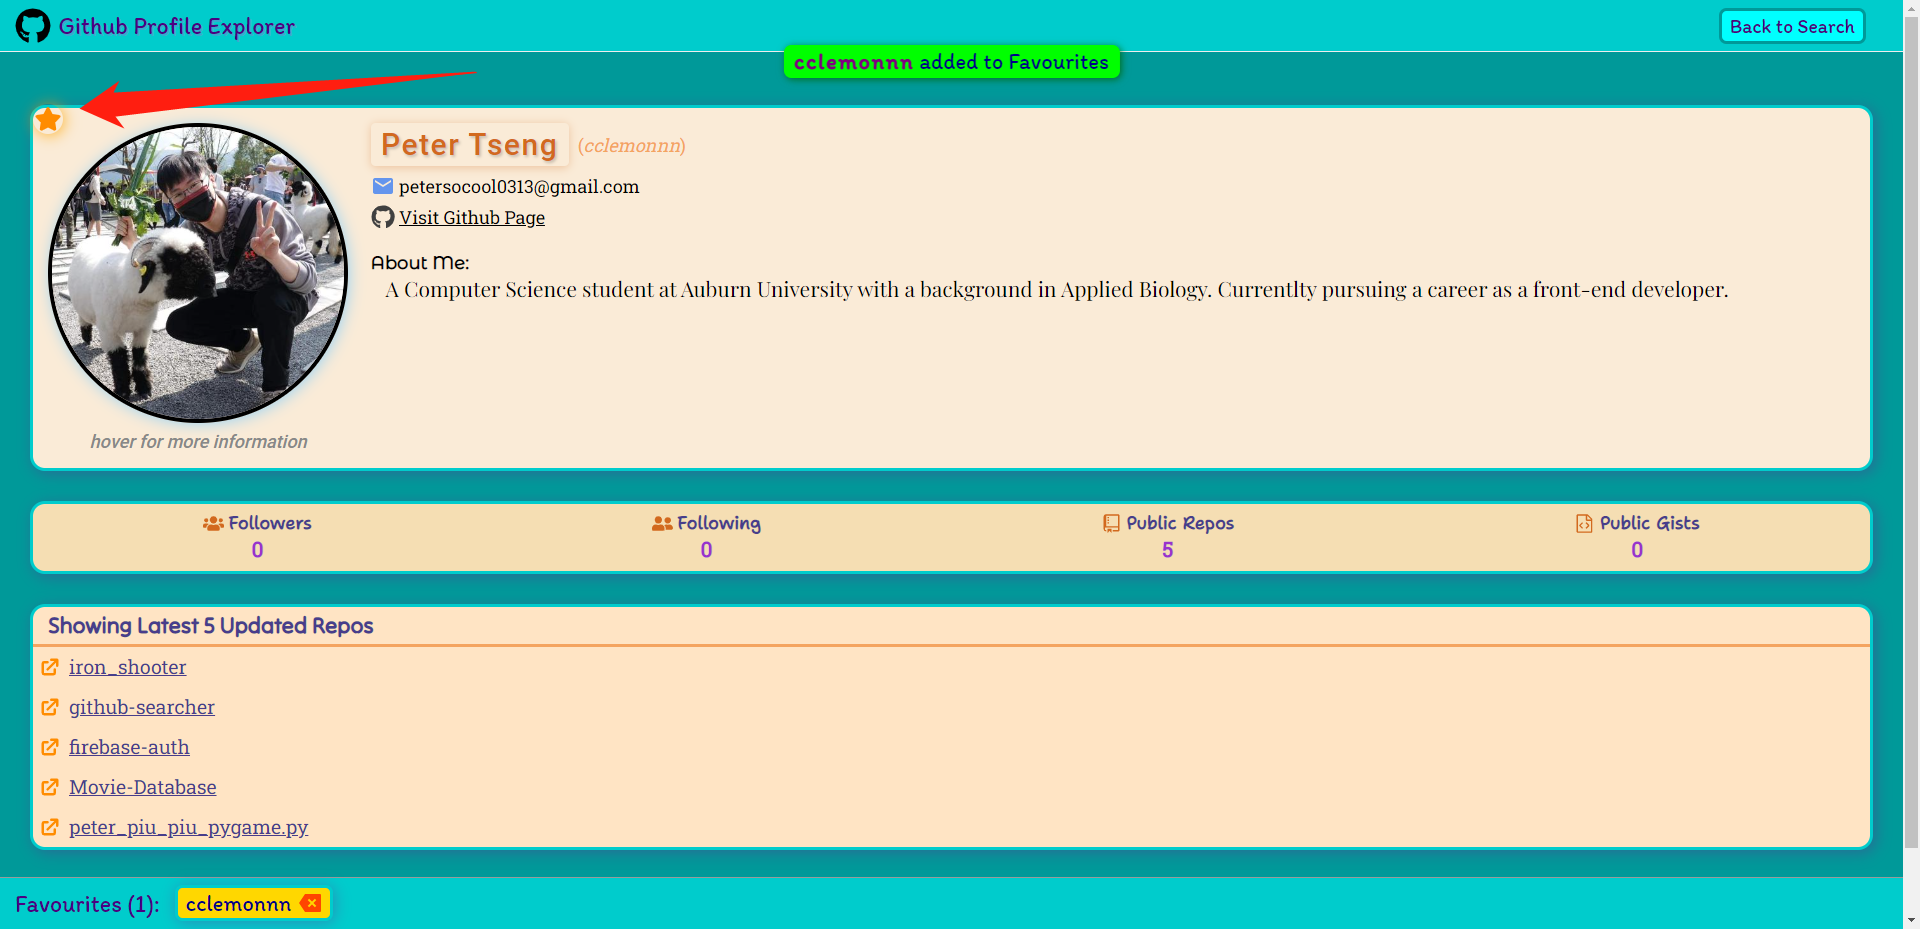 Github Profile Explorer
Back to Search
cclemonnn added to Favourites
Peter Tseng (cclemonnn)
petersocool0313@gmail.com
Visit Github Page
About Me:
A Computer Science student at Auburn University with a background in Applied Biology. Currentlty pursuing a career as a front-end developer.
hover for more information
Followers
0
Following
0
Public Repos
5
Public Gists
0
Showing Latest 5 Updated Repos
iron_shooter
github-searcher
firebase-auth
Movie-Database
peter_piu_piu_pygame.py
Favourites (1): cclemonnn